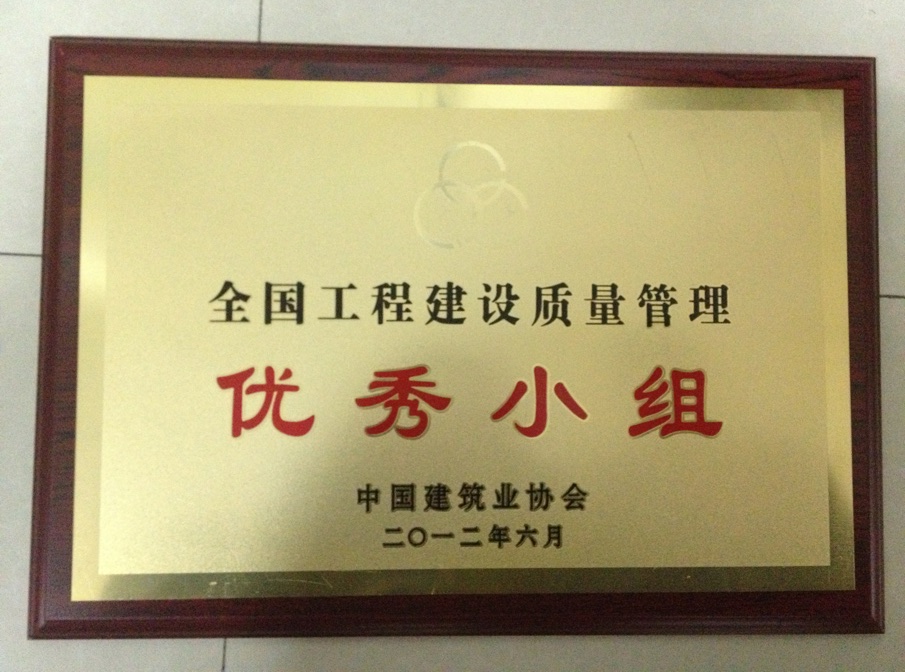 全国工程建设质量管理
优秀小组
中国建筑业协会
二〇一二年六月